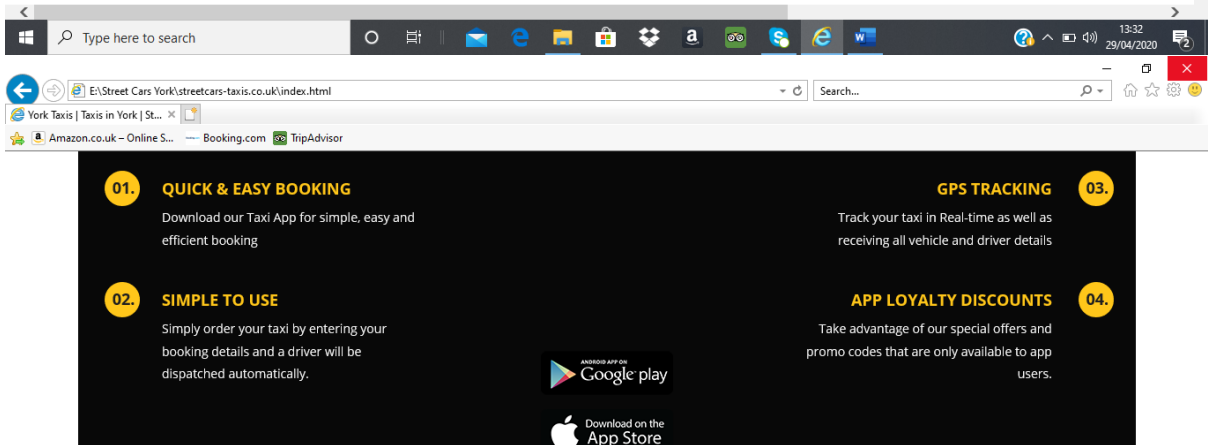 Type here to search
13:32
29/04/2020
2
E:\Street Cars York\streetcars-taxis.co.uk\index.html
Search...
York Taxis | Taxis in York | St...
Amazon.co.uk – Online S...
Booking.com
TripAdvisor
01.
QUICK & EASY BOOKING
Download our Taxi App for simple, easy and
efficient booking
02.
SIMPLE TO USE
Simply order your taxi by entering your
booking details and a driver will be
dispatched automatically.
ANDROID APP ON
Google play
Download on the
App Store
GPS TRACKING
03.
Track your taxi in Real-time as well as
receiving all vehicle and driver details
APP LOYALTY DISCOUNTS
04.
Take advantage of our special offers and
promo codes that are only available to app
users.